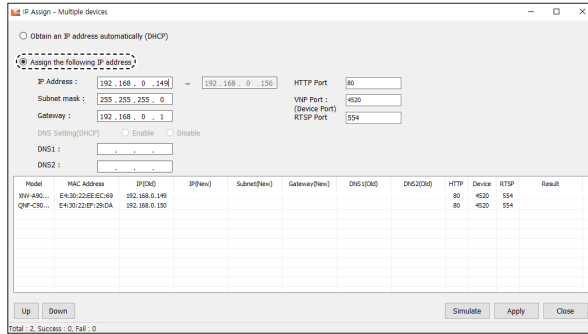 IP Assign - Multiple devices
Obtain an IP address automatically (DHCP)
Assign the following IP address
IP Address : 192 . 168 . 0 . 149 ~ 192 . 168 . 0 . 150 HTTP Port 80
Subnet mask : 255 . 255 . 255 . 0 VNP Port : 4520
(Device Port)
Gateway : 192 . 168 . 0 . 1 RTSP Port 554
DNS Setting(DHCP) Enable Disable
DNS1 : . . .
DNS2 : . . .
Model MAC Address IP(Old) IP(New) Subnet(New) Gateway(New) DNS1(Old) DNS2(Old) HTTP Device RTSP Result
XNV-A90... E4:30:22:EE:EC:69 192.168.0.149 80 4520 554
QNF-C90... E4:30:22:EF:29:DA 192.168.0.150 80 4520 554
Up Down Simulate Apply Close
Total : 2, Success : 0, Fail : 0